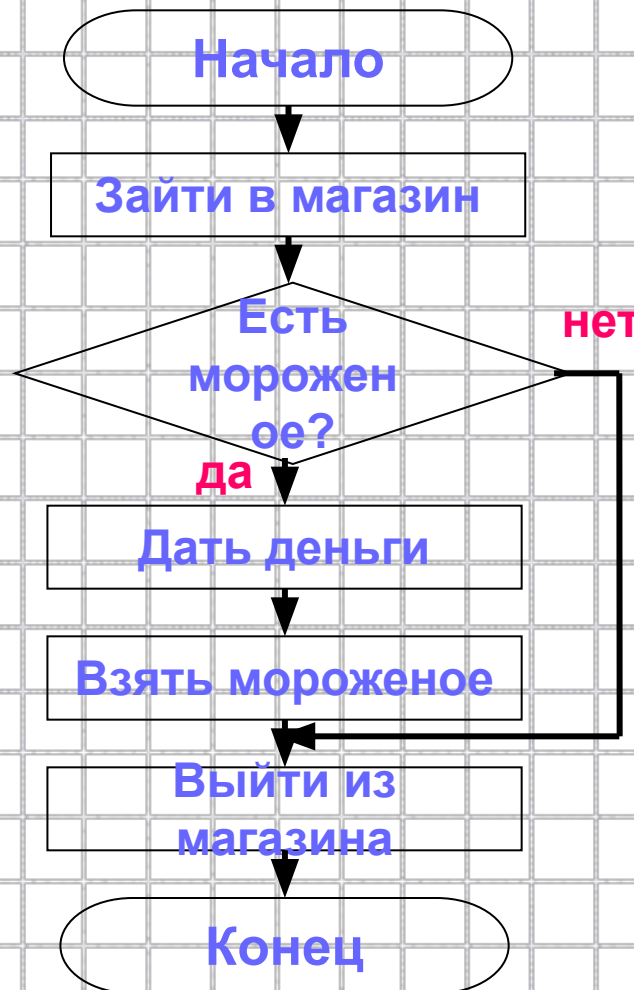 Начало
Зайти в магазин
Есть
морожен
ое?
нет
да
Дать деньги
Взять мороженое
Выйти из
магазина
Конец